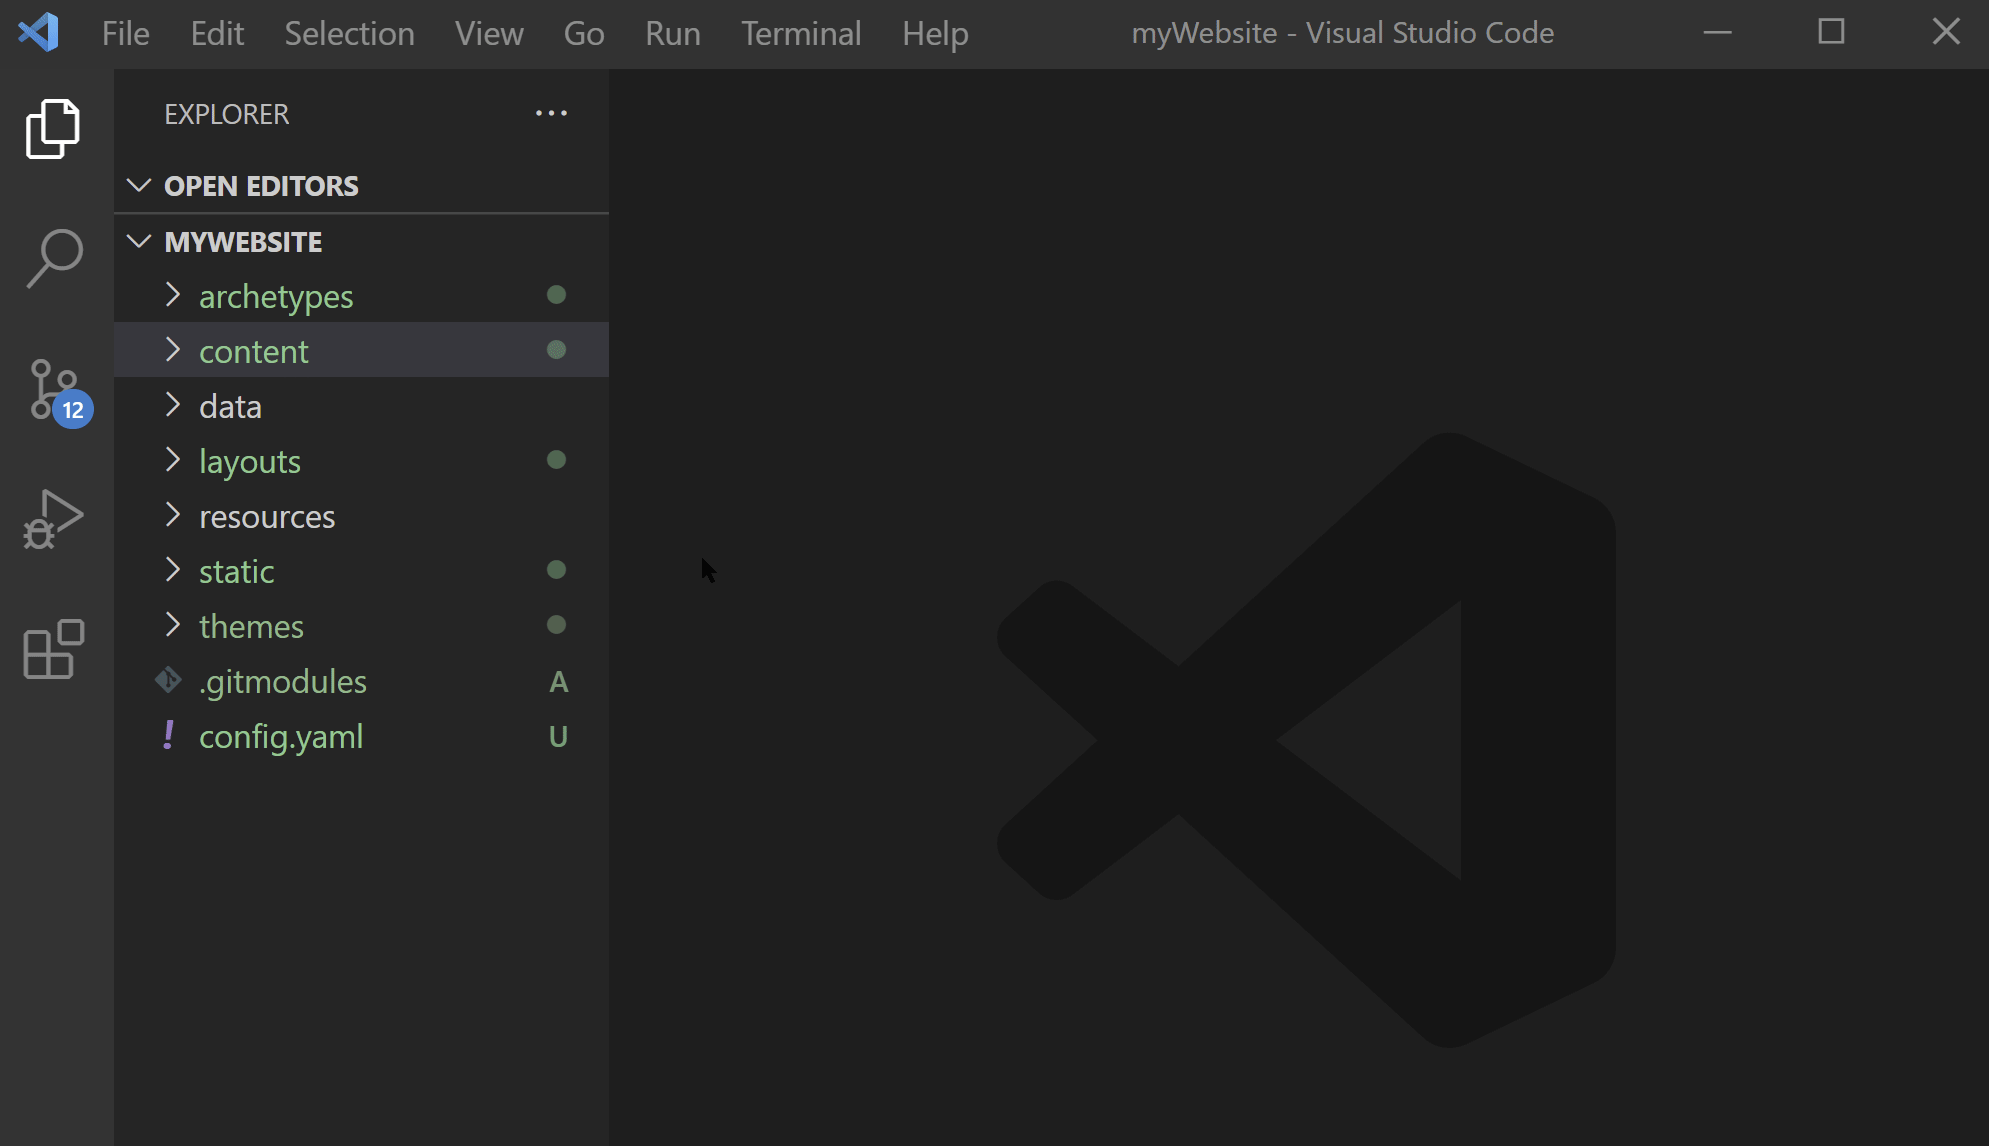 File Edit Selection View Go Run Terminal Help myWebsite - Visual Studio Code
EXPLORER ···
OPEN EDITORS
MYWEBSITE
archetypes
content
data
12
layouts
resources
static
themes
.gitmodules A
config.yaml U